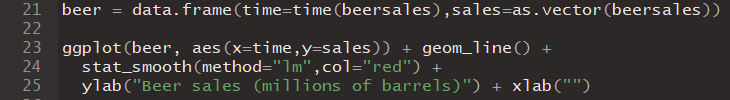 21 beer = data.frame(time=time(beersales),sales=as.vector(beersales))
22
23 ggplot(beer, aes(x=time,y=sales)) + geom_line() +
24   stat_smooth(method="lm",col="red") +
25   ylab("Beer sales (millions of barrels)") + xlab("")